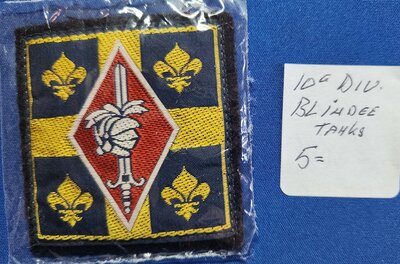 10e DIV.
BLINDEE
TANKS
5=